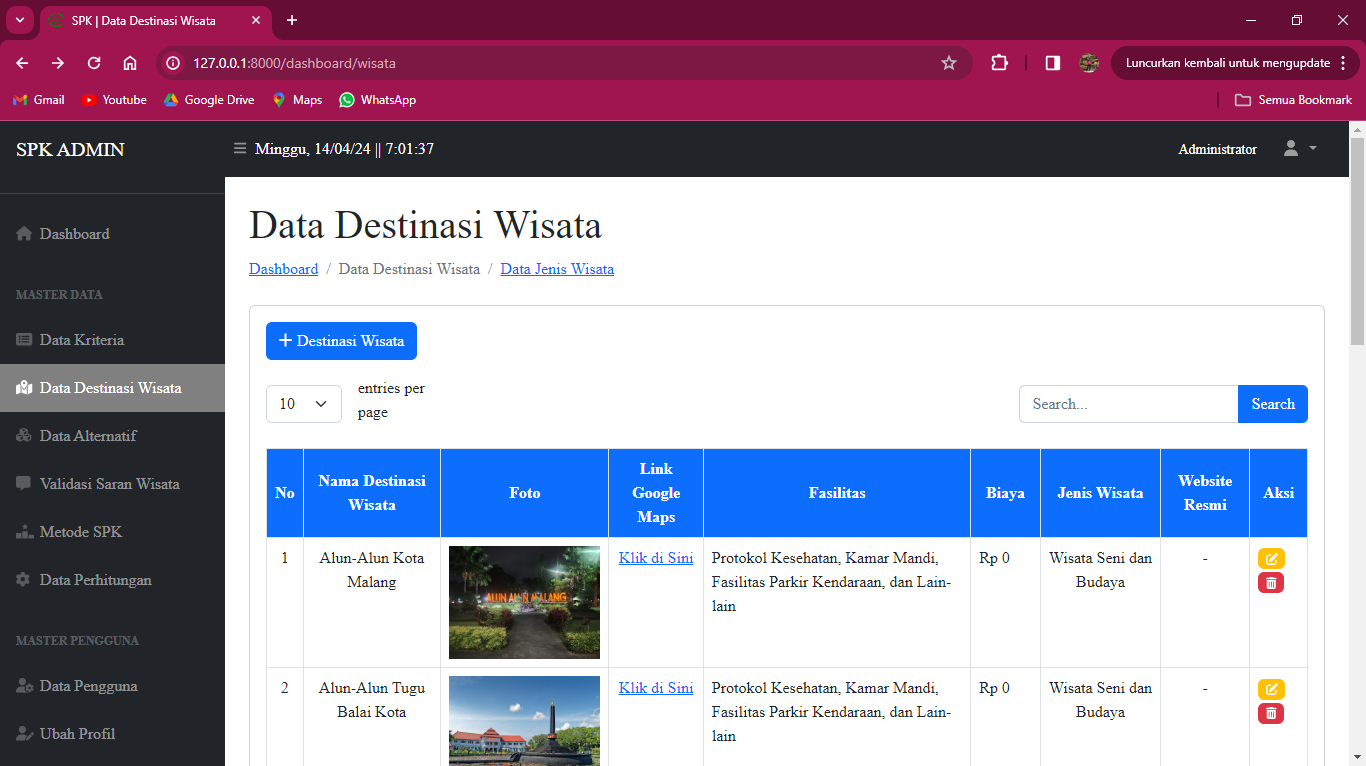 SPK | Data Destinasi Wisata
127.0.0.1:8000/dashboard/wisata
Luncurkan kembali untuk mengupdate
Gmail
Youtube
Google Drive
Maps
WhatsApp
Semua Bookmark
SPK ADMIN
Minggu, 14/04/24 || 7:01:37
Administrator
Dashboard
MASTER DATA
Data Kriteria
Data Destinasi Wisata
Data Alternatif
Validasi Saran Wisata
Metode SPK
Data Perhitungan
MASTER PENGGUNA
Data Pengguna
Ubah Profil
Data Destinasi Wisata
Dashboard / Data Destinasi Wisata / Data Jenis Wisata
+ Destinasi Wisata
10
entries per
page
Search...
Search
No
Nama Destinasi
Wisata
Foto
Link
Google
Maps
Fasilitas
Biaya
Jenis Wisata
Website
Resmi
Aksi
1
Alun-Alun Kota
Malang
ALUN ALUN MALANG
Klik di Sini
Protokol Kesehatan, Kamar Mandi,
Fasilitas Parkir Kendaraan, dan Lain-
lain
Rp 0
Wisata Seni dan
Budaya
-
2
Alun-Alun Tugu
Balai Kota
Klik di Sini
Protokol Kesehatan, Kamar Mandi,
Fasilitas Parkir Kendaraan, dan Lain-
lain
Rp 0
Wisata Seni dan
Budaya
-